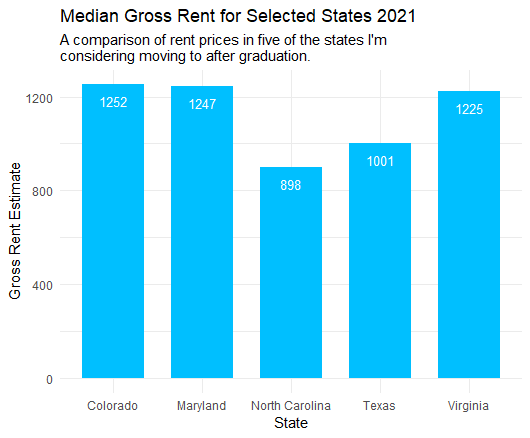 Median Gross Rent for Selected States 2021
A comparison of rent prices in five of the states I'm
considering moving to after graduation.
1200
800
400
0
Gross Rent Estimate
1252
1247
898
1001
1225
Colorado
Maryland
North Carolina
Texas
Virginia
State